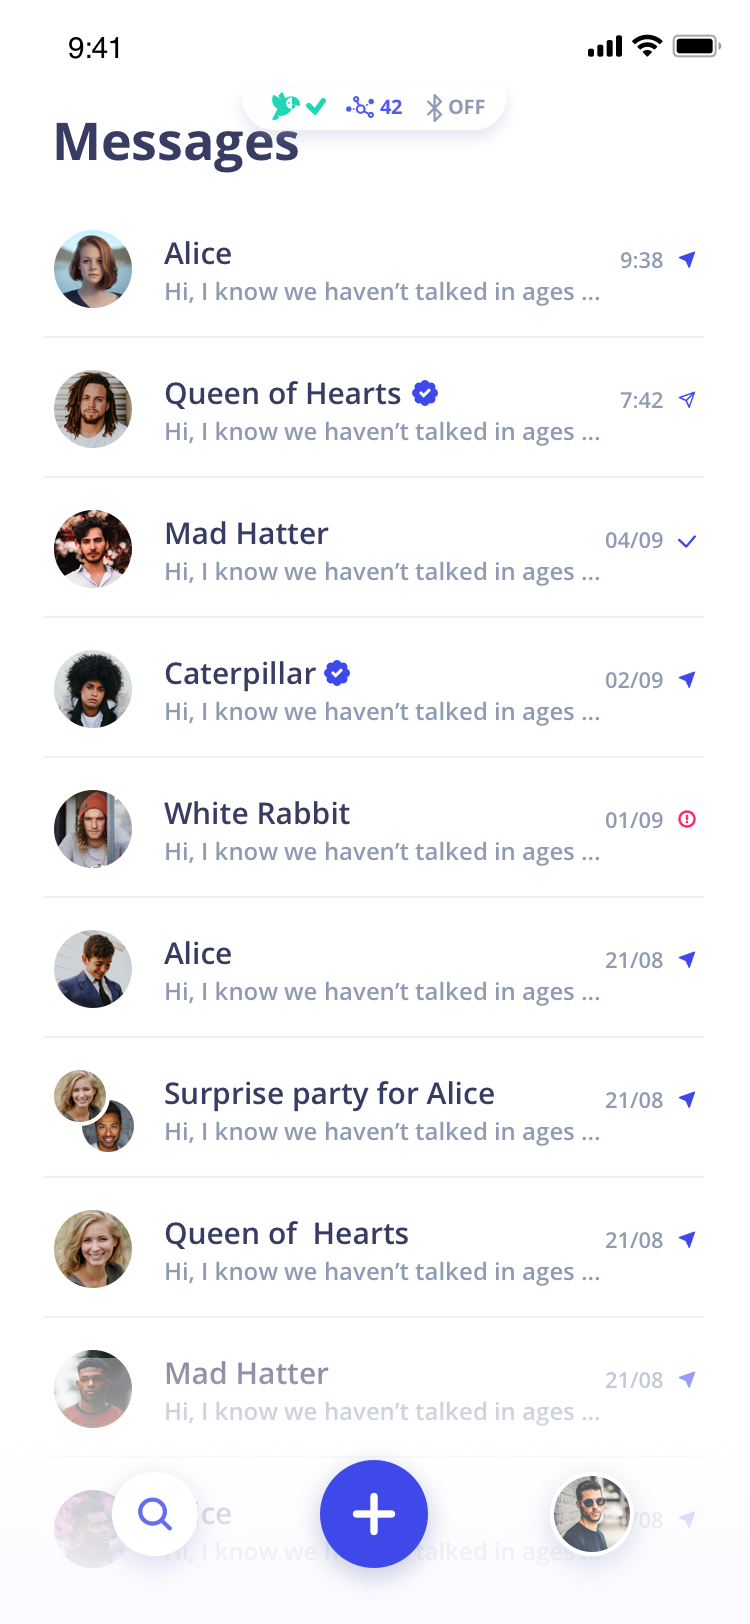 9:41
42 OFF
Messages
Alice
9:38
Hi, I know we haven’t talked in ages ...
Queen of Hearts
7:42
Hi, I know we haven’t talked in ages ...
Mad Hatter
04/09
Hi, I know we haven’t talked in ages ...
Caterpillar
02/09
Hi, I know we haven’t talked in ages ...
White Rabbit
01/09
Hi, I know we haven’t talked in ages ...
Alice
21/08
Hi, I know we haven’t talked in ages ...
Surprise party for Alice
21/08
Hi, I know we haven’t talked in ages ...
Queen of  Hearts
21/08
Hi, I know we haven’t talked in ages ...
Mad Hatter
21/08
Hi, I know we haven’t talked in ages ...
ice
/08
Hi, I know we haven talked in ages ...